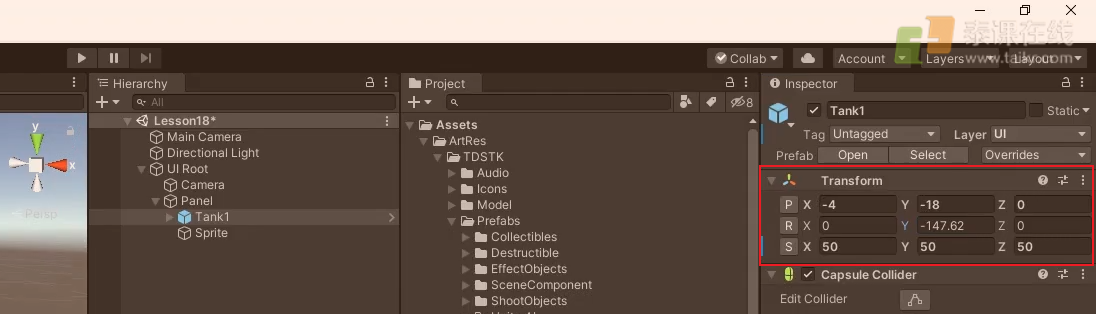 泰课在线
www.taikr.com
Collab
Account
Layers
Layout
Hierarchy
Project
Inspector
All
8
Tank1
Static
Tag Untagged Layer UI
Prefab Open Select Overrides
Lesson18*
Main Camera
Directional Light
UI Root
Camera
Panel
Tank1
Sprite
Assets
ArtRes
TDSTK
Audio
Icons
Model
Prefabs
Collectibles
Destructible
EffectObjects
SceneComponent
ShootObjects
y
x
Persp
Transform
P X -4 Y -18 Z 0
R X 0 Y -147.62 Z 0
S X 50 Y 50 Z 50
Capsule Collider
Edit Collider